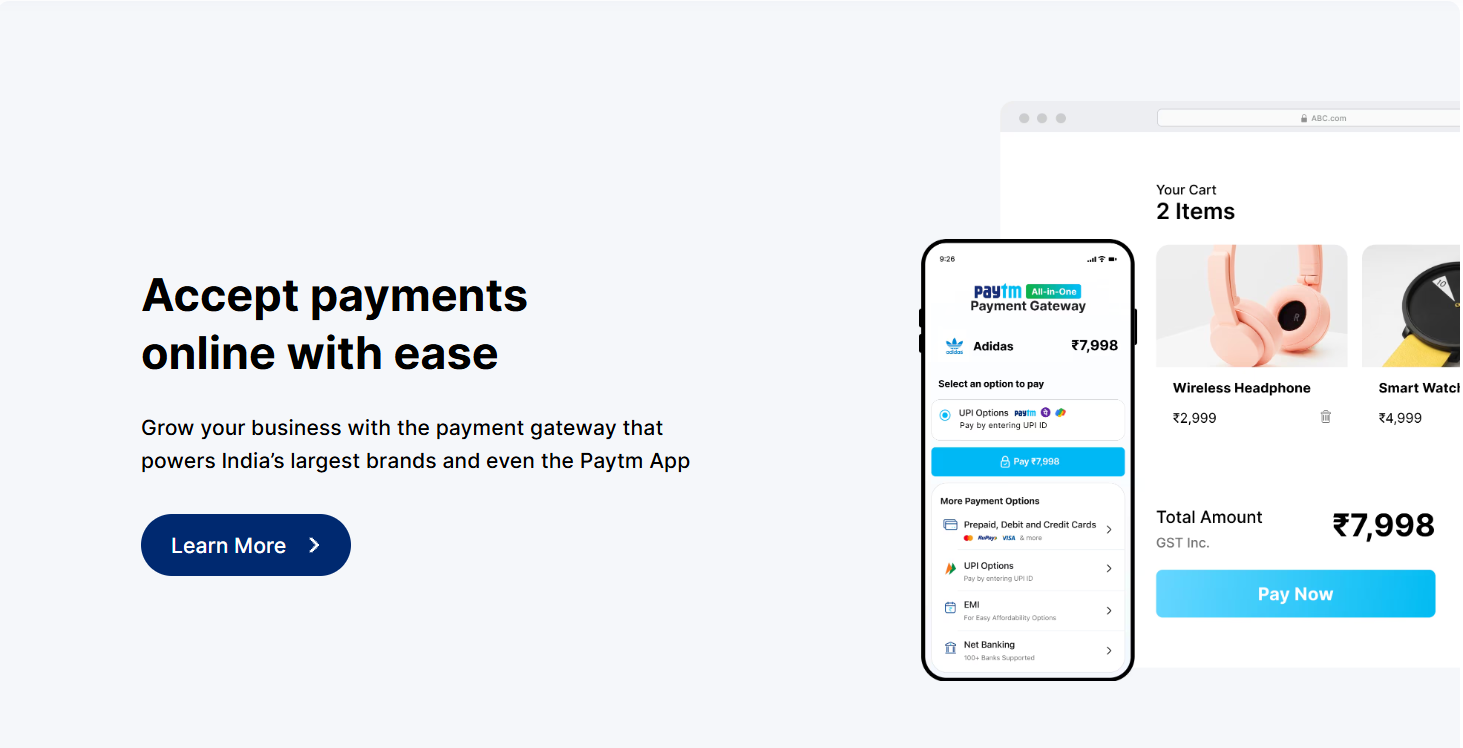 Accept payments
online with ease
Grow your business with the payment gateway that
powers India’s largest brands and even the Paytm App
Learn More
9:26
paytm All-in-One
Payment Gateway
adidas Adidas ₹7,998
Select an option to pay
UPI Options paytm
Pay by entering UPI ID
Pay ₹7,998
More Payment Options
Prepaid, Debit and Credit Cards
RuPay VISA & more
UPI Options
Pay by entering UPI ID
EMI
For Easy Affordability Options
Net Banking
100+ Banks Supported
ABC.com
Your Cart
2 Items
R
10
Wireless Headphone
₹2,999
Smart Watch
₹4,999
Total Amount
₹7,998
GST Inc.
Pay Now